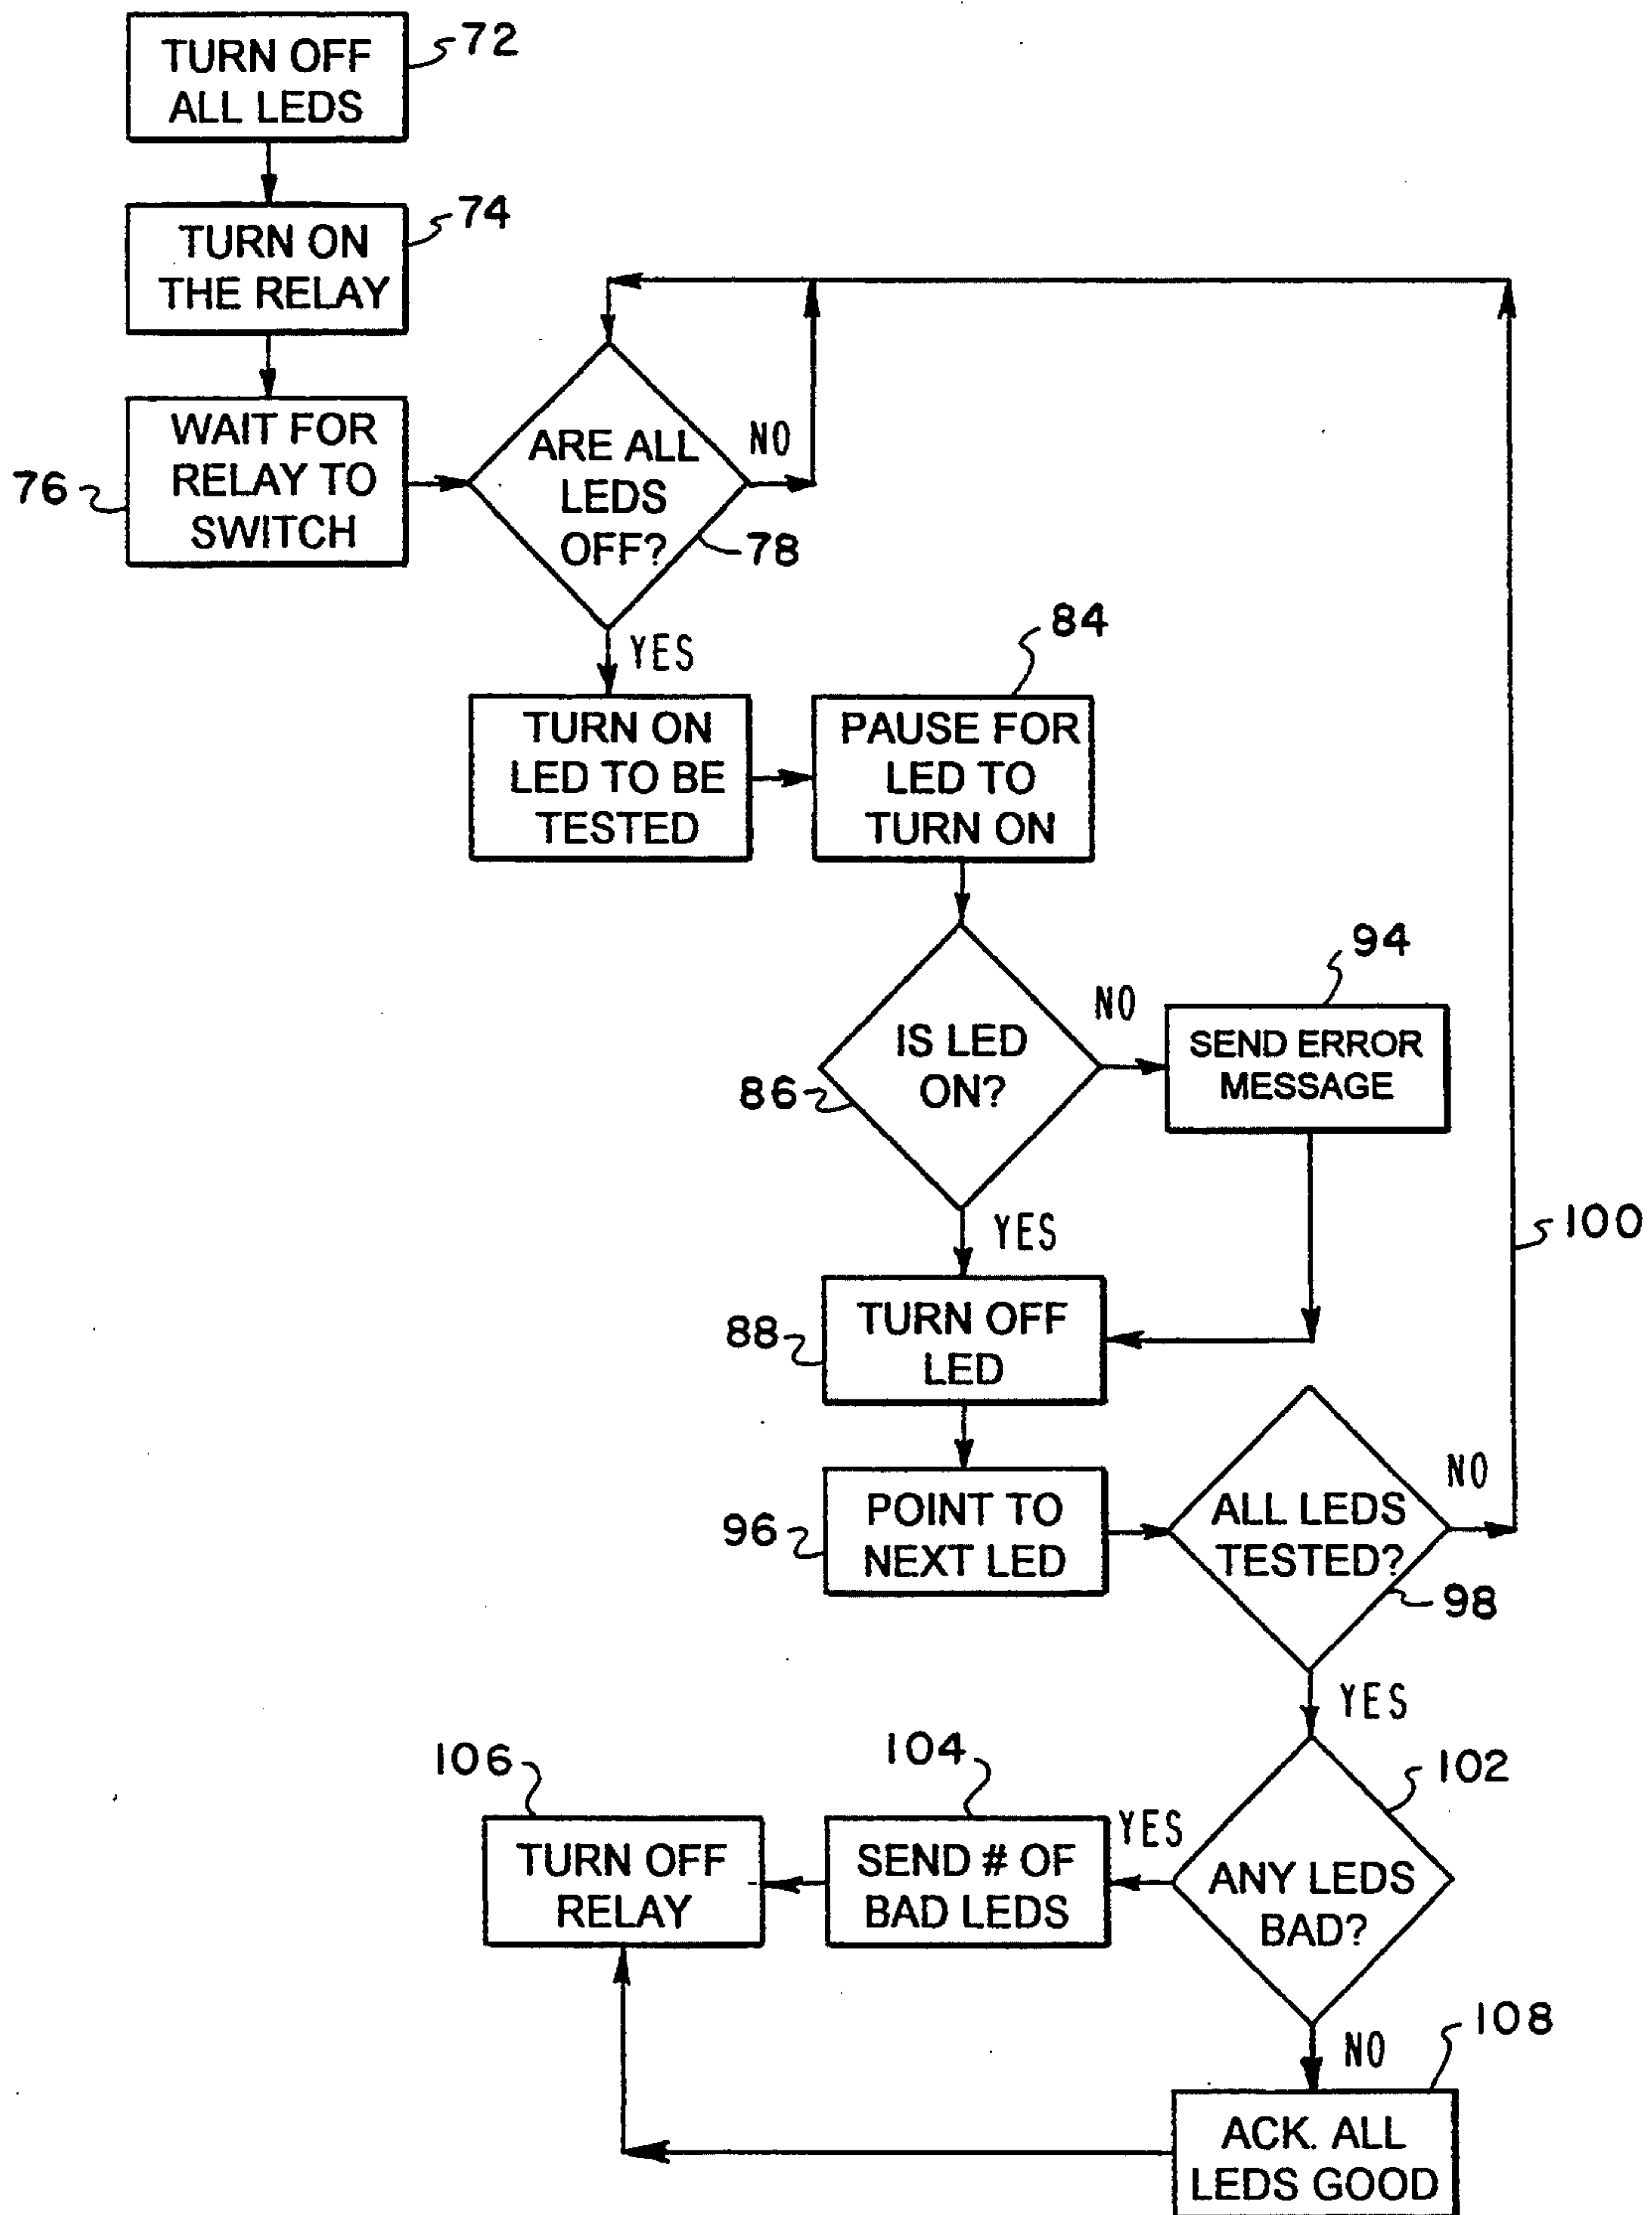 TURN OFF
ALL LEDS
72
TURN ON
THE RELAY
74
WAIT FOR
RELAY TO
SWITCH
76
ARE ALL
LEDS
OFF?
NO
78
YES
TURN ON
LED TO BE
TESTED
84
PAUSE FOR
LED TO
TURN ON
IS LED
ON?
86
NO
94
SEND ERROR
MESSAGE
YES
100
TURN OFF
LED
88
POINT TO
NEXT LED
96
ALL LEDS
TESTED?
NO
98
YES
102
ANY LEDS
BAD?
YES
104
SEND # OF
BAD LEDS
106
TURN OFF
RELAY
NO
108
ACK. ALL
LEDS GOOD